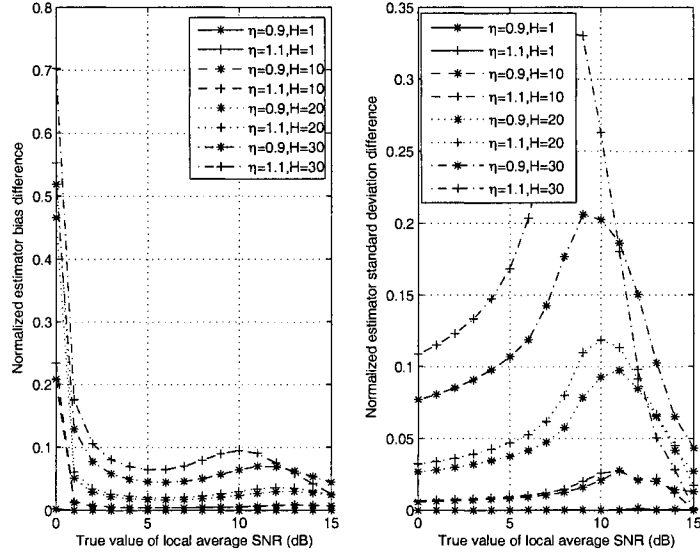 0.8
0.7
0.6
0.5
0.4
0.3
0.2
0.1
0
0
5
10
15
Normalized estimator bias difference
True value of local average SNR (dB)
η=0.9,H=1
η=1.1,H=1
η=0.9,H=10
η=1.1,H=10
η=0.9,H=20
η=1.1,H=20
η=0.9,H=30
η=1.1,H=30
0.35
0.3
0.25
0.2
0.15
0.1
0.05
0
0
5
10
15
Normalized estimator standard deviation difference
True value of local average SNR (dB)
η=0.9,H=1
η=1.1,H=1
η=0.9,H=10
η=1.1,H=10
η=0.9,H=20
η=1.1,H=20
η=0.9,H=30
η=1.1,H=30